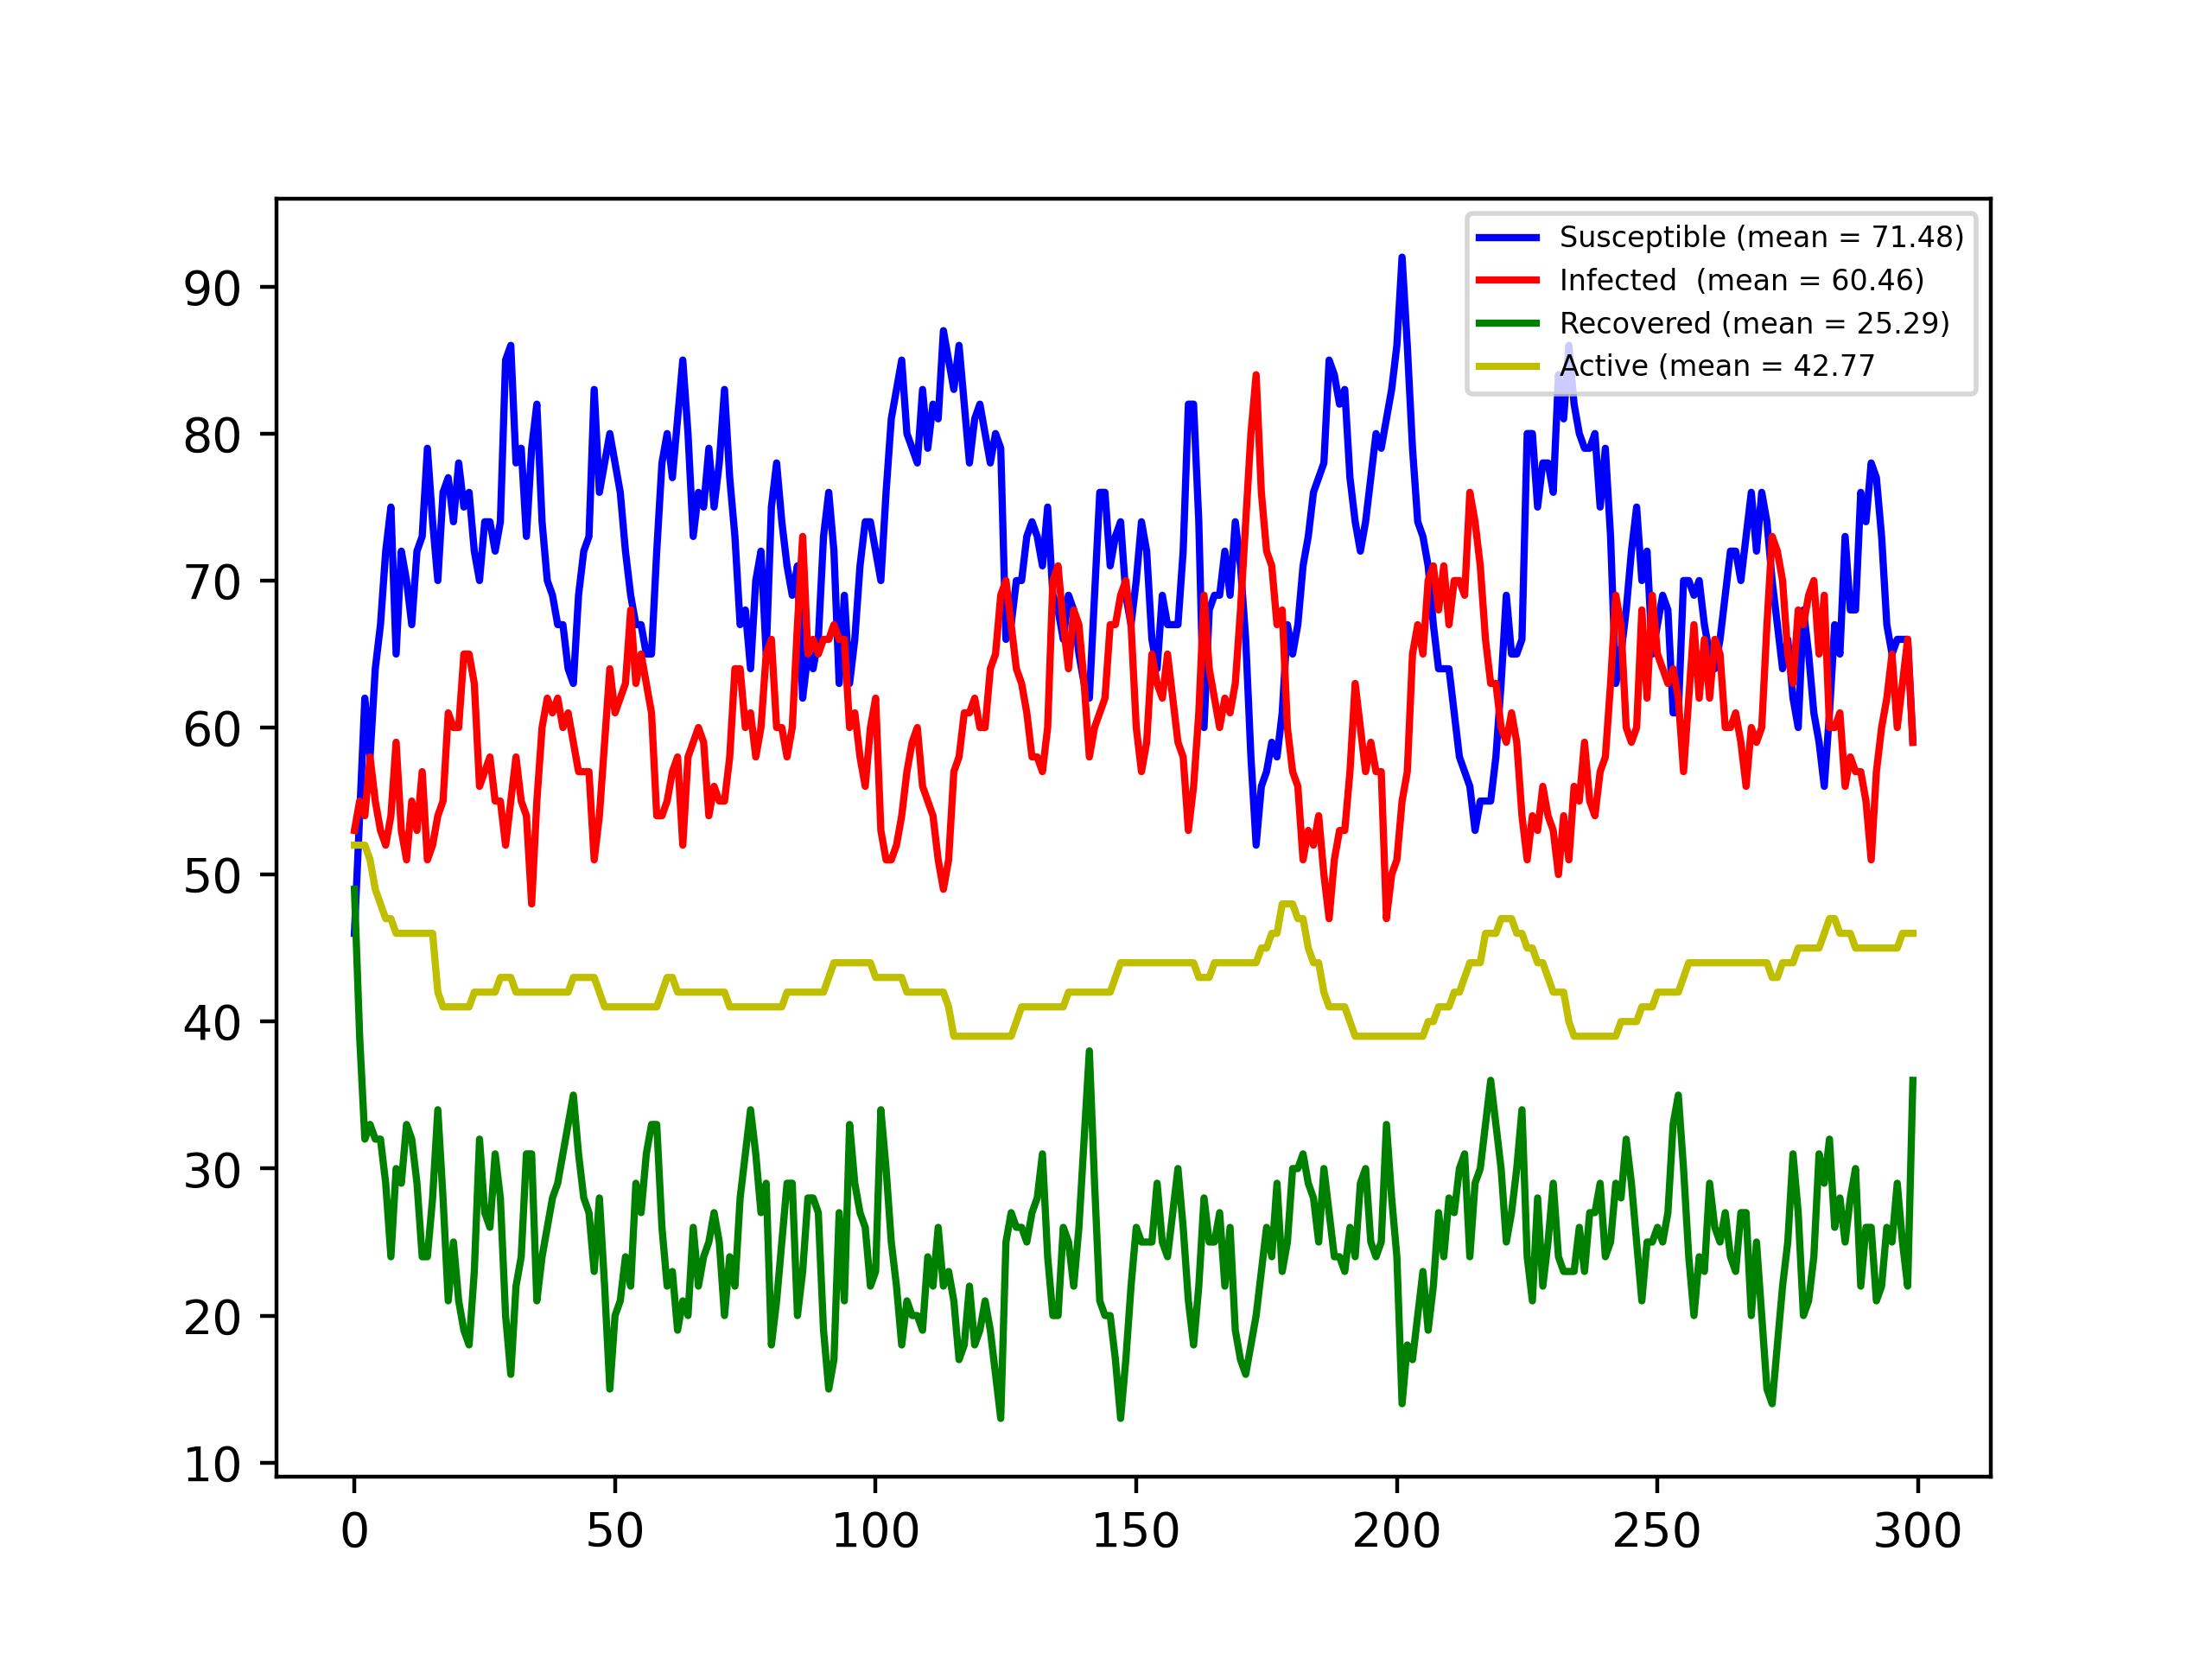 Susceptible (mean = 71.48)
Infected  (mean = 60.46)
Recovered (mean = 25.29)
Active (mean = 42.77
90
80
70
60
50
40
30
20
10
0 50 100 150 200 250 300